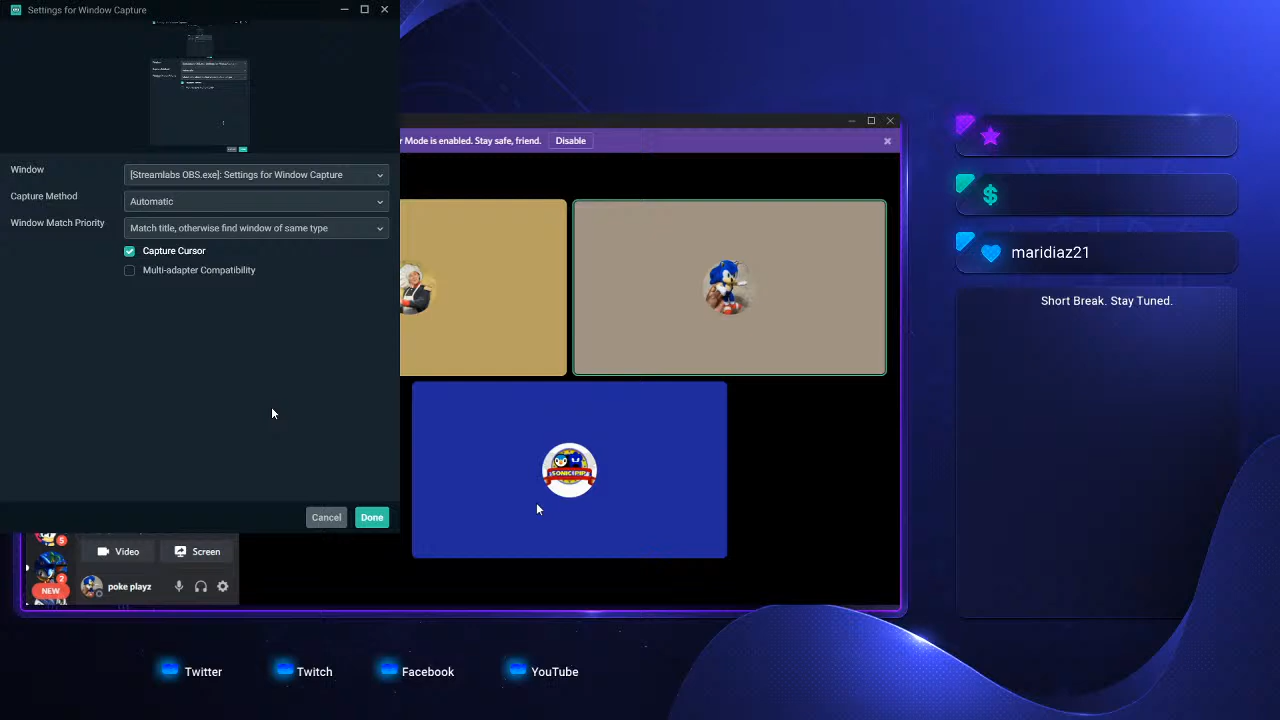 Settings for Window Capture
Window
[Streamlabs OBS.exe]: Settings for Window Capture
Capture Method
Automatic
Window Match Priority
Match title, otherwise find window of same type
Capture Cursor
Multi-adapter Compatibility
Cancel
Done
r Mode is enabled. Stay safe, friend.
Disable
5
2
NEW
Video
Screen
poke playz
$
maridiaz21
Short Break. Stay Tuned.
Twitter
Twitch
Facebook
YouTube